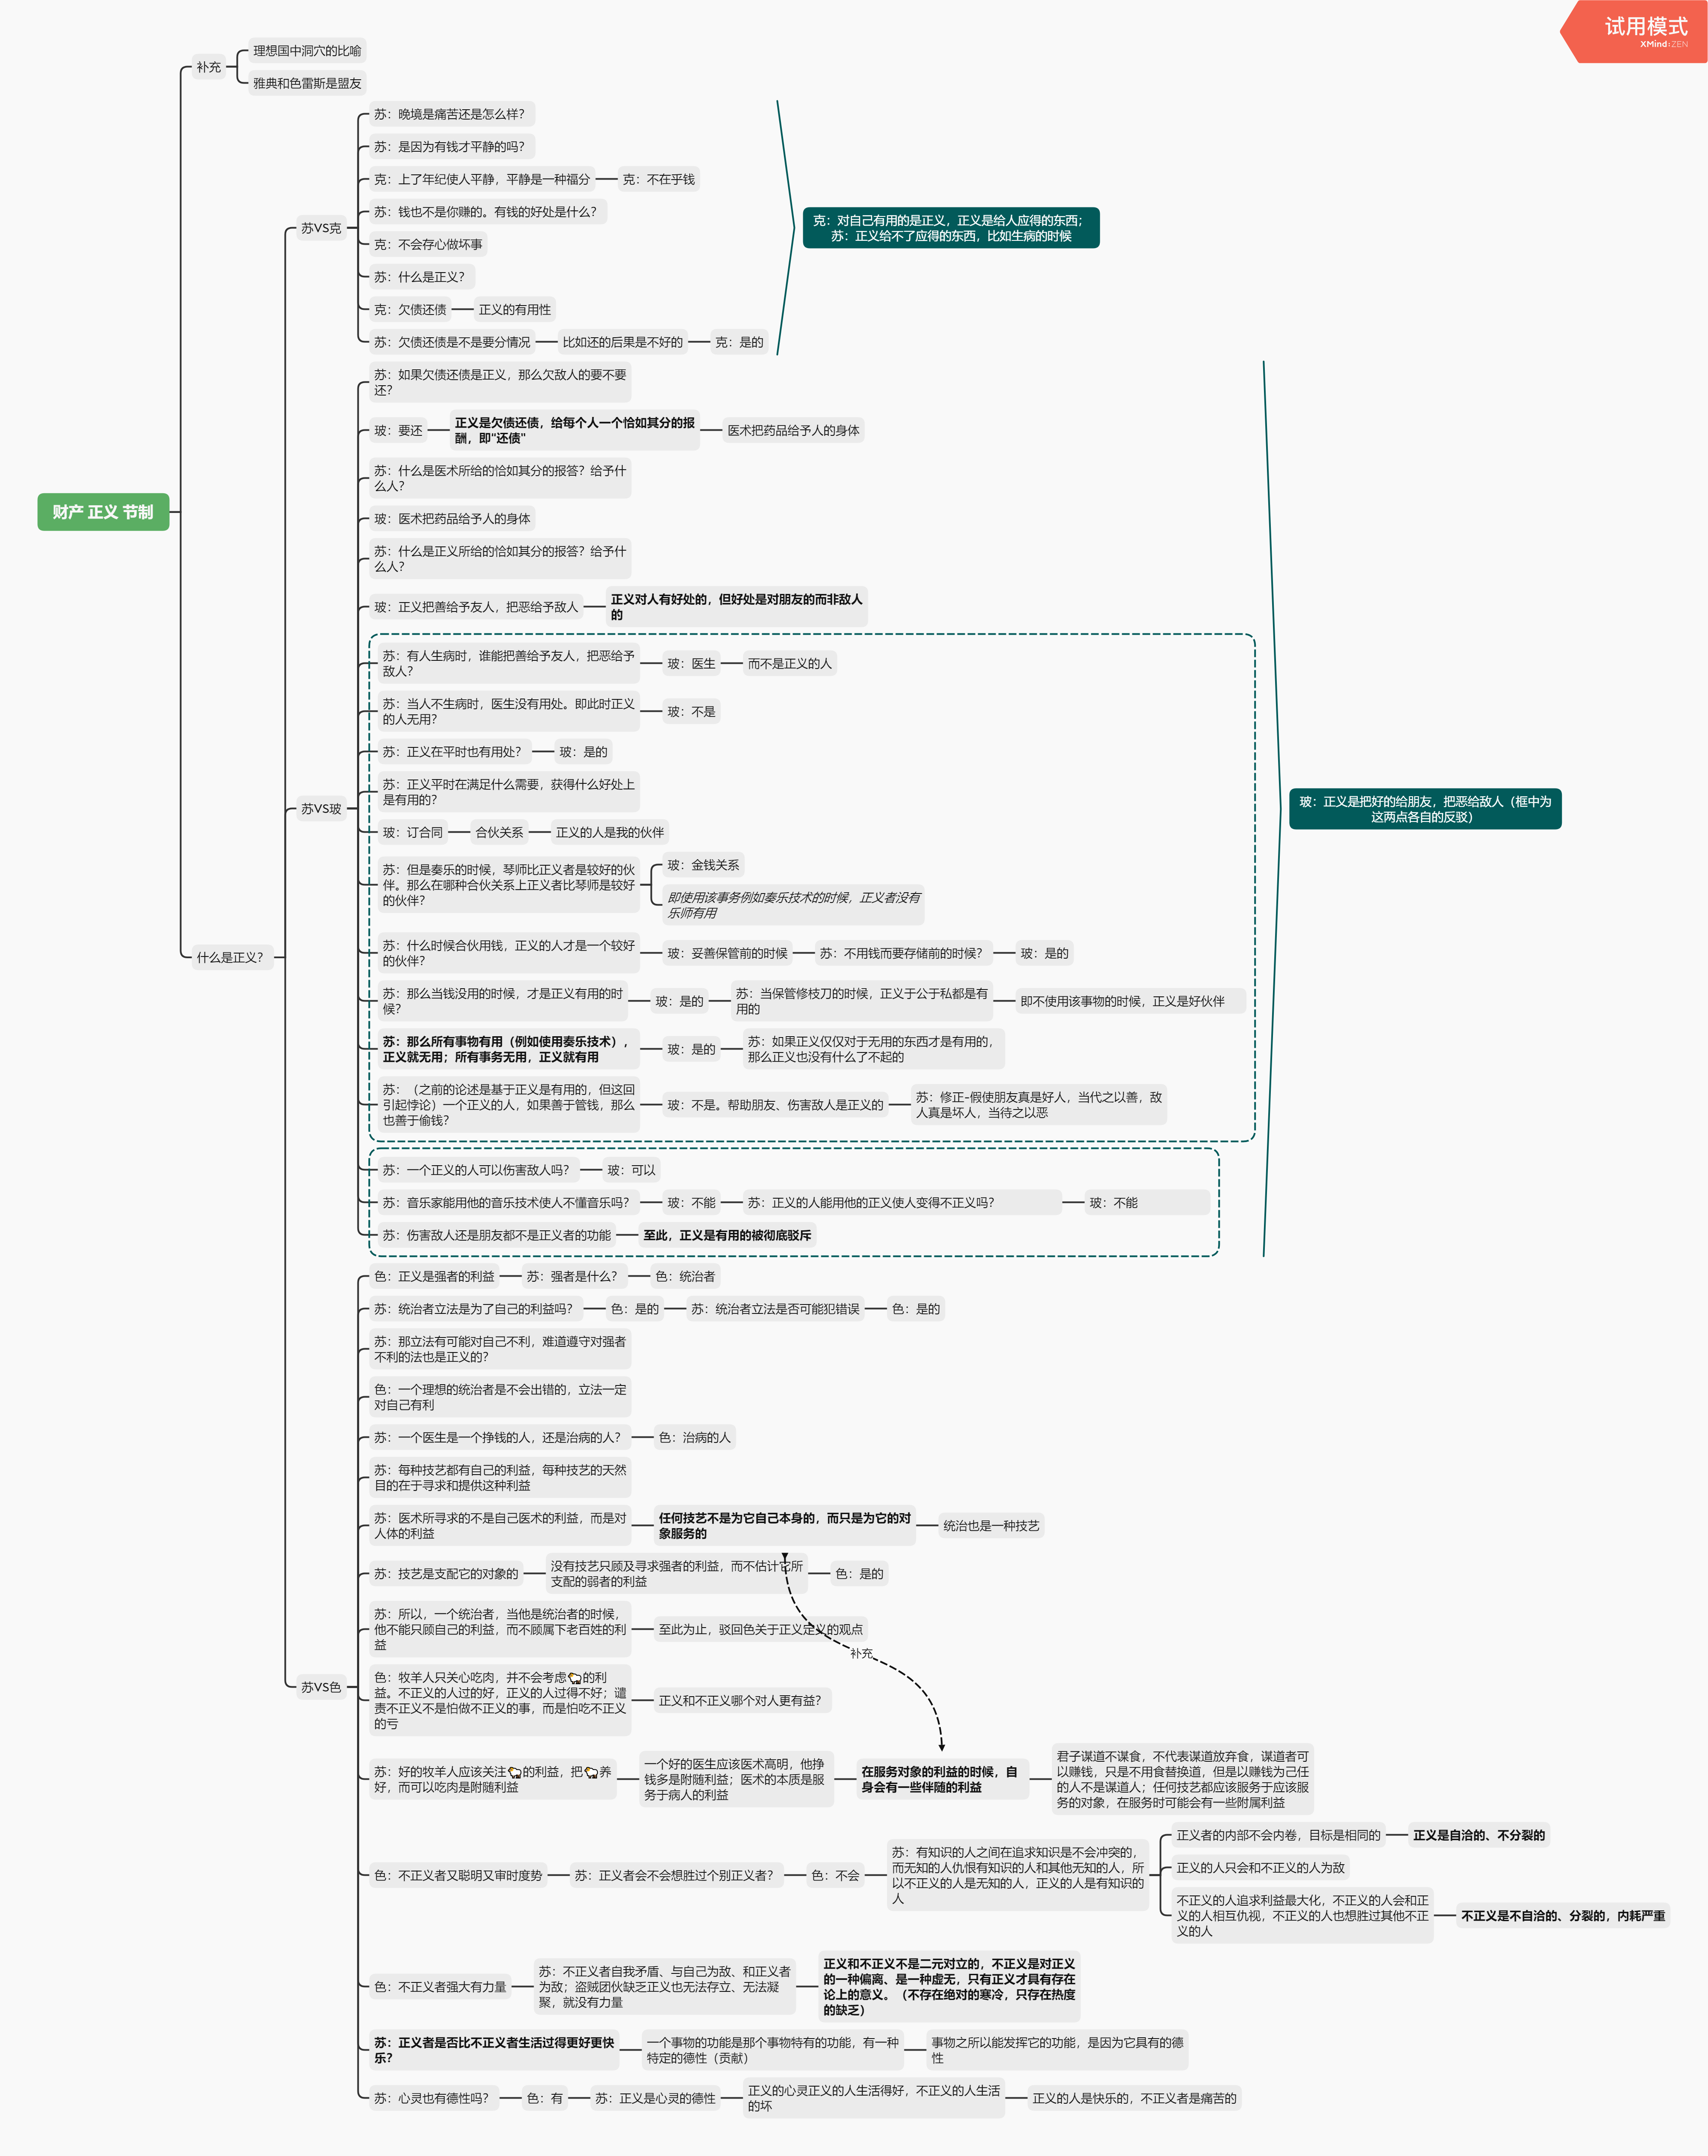 试用模式
XMind:ZEN
财产 正义 节制
补充
理想国中洞穴的比喻
雅典和色雷斯是盟友
什么是正义？
苏VS克
苏：晚境是痛苦还是怎么样？
苏：是因为有钱才平静的吗？
克：上了年纪使人平静，平静是一种福分
克：不在乎钱
苏：钱也不是你赚的。有钱的好处是什么？
克：不会存心做坏事
苏：什么是正义？
克：欠债还债
正义的有用性
苏：欠债还债是不是要分情况
比如还的后果是不好的
克：是的
克：对自己有用的是正义，正义是给人应得的东西；
苏：正义给不了应得的东西，比如生病的时候
苏VS玻
苏：如果欠债还债是正义，那么欠敌人的要不要
还？
玻：要还
正义是欠债还债，给每个人一个恰如其分的报
酬，即"还债"
医术把药品给予人的身体
苏：什么是医术所给的恰如其分的报答？给予什
么人？
玻：医术把药品给予人的身体
苏：什么是正义所给的恰如其分的报答？给予什
么人？
玻：正义把善给予友人，把恶给予敌人
正义对人有好处的，但好处是对朋友的而非敌人
的
苏：有人生病时，谁能把善给予友人，把恶给予
敌人？
玻：医生
而不是正义的人
苏：当人不生病时，医生没有用处。即此时正义
的人无用？
玻：不是
苏：正义在平时也有用处？
玻：是的
苏：正义平时在满足什么需要，获得什么好处上
是有用的？
玻：订合同
合伙关系
正义的人是我的伙伴
苏：但是奏乐的时候，琴师比正义者是较好的伙
伴。那么在哪种合伙关系上正义者比琴师是较好
的伙伴？
玻：金钱关系
即使用该事务例如奏乐技术的时候，正义者没有
乐师有用
苏：什么时候合伙用钱，正义的人才是一个较好
的伙伴？
玻：妥善保管前的时候
苏：不用钱而要存储前的时候？
玻：是的
苏：那么当钱没用的时候，才是正义有用的时
候？
玻：是的
苏：当保管修枝刀的时候，正义于公于私都是有
用的
即不使用该事物的时候，正义是好伙伴
苏：那么所有事物有用（例如使用奏乐技术），
正义就无用；所有事务无用，正义就有用
玻：是的
苏：如果正义仅仅对于无用的东西才是有用的，
那么正义也没有什么了不起的
苏：（之前的论述是基于正义是有用的，但这回
引起悖论）一个正义的人，如果善于管钱，那么
也善于偷钱？
玻：不是。帮助朋友、伤害敌人是正义的
苏：修正-假使朋友真是好人，当代之以善，敌
人真是坏人，当待之以恶
苏：一个正义的人可以伤害敌人吗？
玻：可以
苏：音乐家能用他的音乐技术使人不懂音乐吗？
玻：不能
苏：正义的人能用他的正义使人变得不正义吗？
玻：不能
苏：伤害敌人还是朋友都不是正义者的功能
至此，正义是有用的被彻底驳斥
玻：正义是把好的给朋友，把恶给敌人（框中为
这两点各自的反驳）
苏VS色
色：正义是强者的利益
苏：强者是什么？
色：统治者
苏：统治者立法是为了自己的利益吗？
色：是的
苏：统治者立法是否可能犯错误
色：是的
苏：那立法有可能对自己不利，难道遵守对强者
不利的法也是正义的？
色：一个理想的统治者是不会出错的，立法一定
对自己有利
苏：一个医生是一个挣钱的人，还是治病的人？
色：治病的人
苏：每种技艺都有自己的利益，每种技艺的天然
目的在于寻求和提供这种利益
苏：医术所寻求的不是自己医术的利益，而是对
人体的利益
任何技艺不是为它自己本身的，而只是为它的对
象服务的
统治也是一种技艺
苏：技艺是支配它的对象的
没有技艺只顾及寻求强者的利益，而不估计它所
支配的弱者的利益
色：是的
苏：所以，一个统治者，当他是统治者的时候，
他不能只顾自己的利益，而不顾属下老百姓的利
益
至此为止，驳回色关于正义定义的观点
补充
色：牧羊人只关心吃肉，并不会考虑🐑的利
益。不正义的人过的好，正义的人过得不好；谴
责不正义不是怕做不正义的事，而是怕吃不正义
的亏
正义和不正义哪个对人更有益？
苏：好的牧羊人应该关注🐑的利益，把🐑养
好，而可以吃肉是附随利益
一个好的医生应该医术高明，他挣
钱多是附随利益；医术的本质是服
务于病人的利益
在服务对象的利益的时候，自
身会有一些伴随的利益
君子谋道不谋食，不代表谋道放弃食，谋道者可
以赚钱，只是不用食替换道，但是以赚钱为己任
的人不是谋道人；任何技艺都应该服务于应该服
务的对象，在服务时可能会有一些附属利益
色：不正义者又聪明又审时度势
苏：正义者会不会想胜过个别正义者？
色：不会
苏：有知识的人之间在追求知识是不会冲突的，
而无知的人仇恨有知识的人和其他无知的人，所
以不正义的人是无知的人，正义的人是有知识的
人
正义者的内部不会内卷，目标是相同的
正义是自洽的、不分裂的
正义的人只会和不正义的人为敌
不正义的人追求利益最大化，不正义的人会和正
义的人相互仇视，不正义的人也想胜过其他不正
义的人
不正义是不自洽的、分裂的，内耗严重
色：不正义者强大有力量
苏：不正义者自我矛盾、与自己为敌、和正义者
为敌；盗贼团伙缺乏正义也无法存立、无法凝
聚，就没有力量
正义和不正义不是二元对立的，不正义是对正义
的一种偏离、是一种虚无，只有正义才具有存在
论上的意义。（不存在绝对的寒冷，只存在热度
的缺乏）
苏：正义者是否比不正义者生活过得更好更快
乐？
一个事物的功能是那个事物特有的功能，有一种
特定的德性（贡献）
事物之所以能发挥它的功能，是因为它具有的德
性
苏：心灵也有德性吗？
色：有
苏：正义是心灵的德性
正义的心灵正义的人生活得好，不正义的人生活
的坏
正义的人是快乐的，不正义者是痛苦的